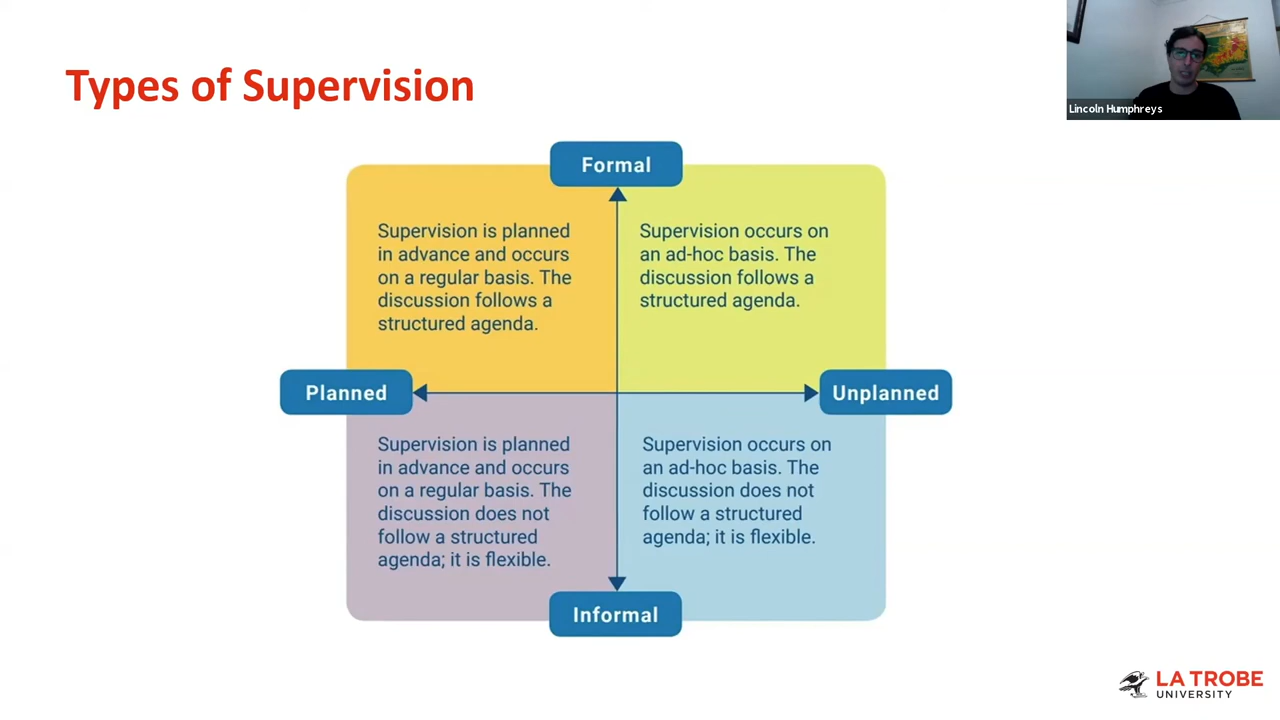 Types of Supervision
Lincoln Humphreys
Formal
Supervision is planned
in advance and occurs
on a regular basis. The
discussion follows a
structured agenda.
Supervision occurs on
an ad-hoc basis. The
discussion follows a
structured agenda.
Planned
Unplanned
Supervision is planned
in advance and occurs
on a regular basis. The
discussion does not
follow a structured
agenda; it is flexible.
Supervision occurs on
an ad-hoc basis. The
discussion does not
follow a structured
agenda; it is flexible.
Informal
LA TROBE
UNIVERSITY